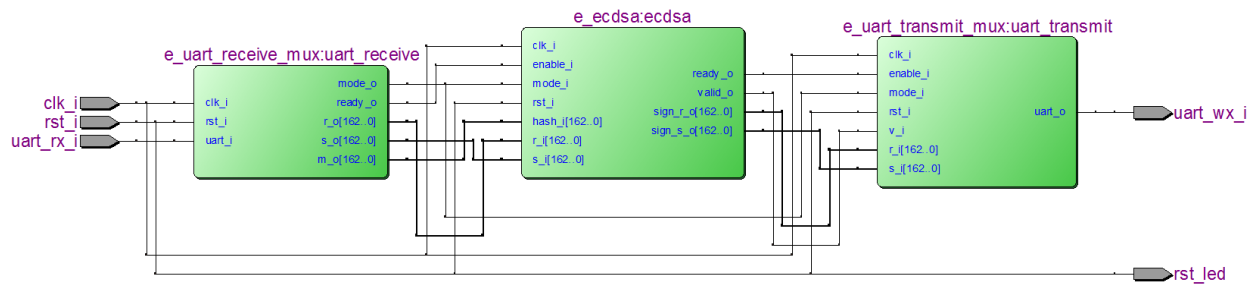 clk_i
rst_i
uart_rx_i
e_uart_receive_mux:uart_receive
clk_i
rst_i
uart_i
mode_o
ready_o
r_o[162..0]
s_o[162..0]
m_o[162..0]
e_ecdsa:ecdsa
clk_i
enable_i
mode_i
rst_i
hash_i[162..0]
r_i[162..0]
s_i[162..0]
ready_o
valid_o
sign_r_o[162..0]
sign_s_o[162..0]
e_uart_transmit_mux:uart_transmit
clk_i
enable_i
mode_i
rst_i
v_i
r_i[162..0]
s_i[162..0]
uart_o
uart_wx_i
rst_led